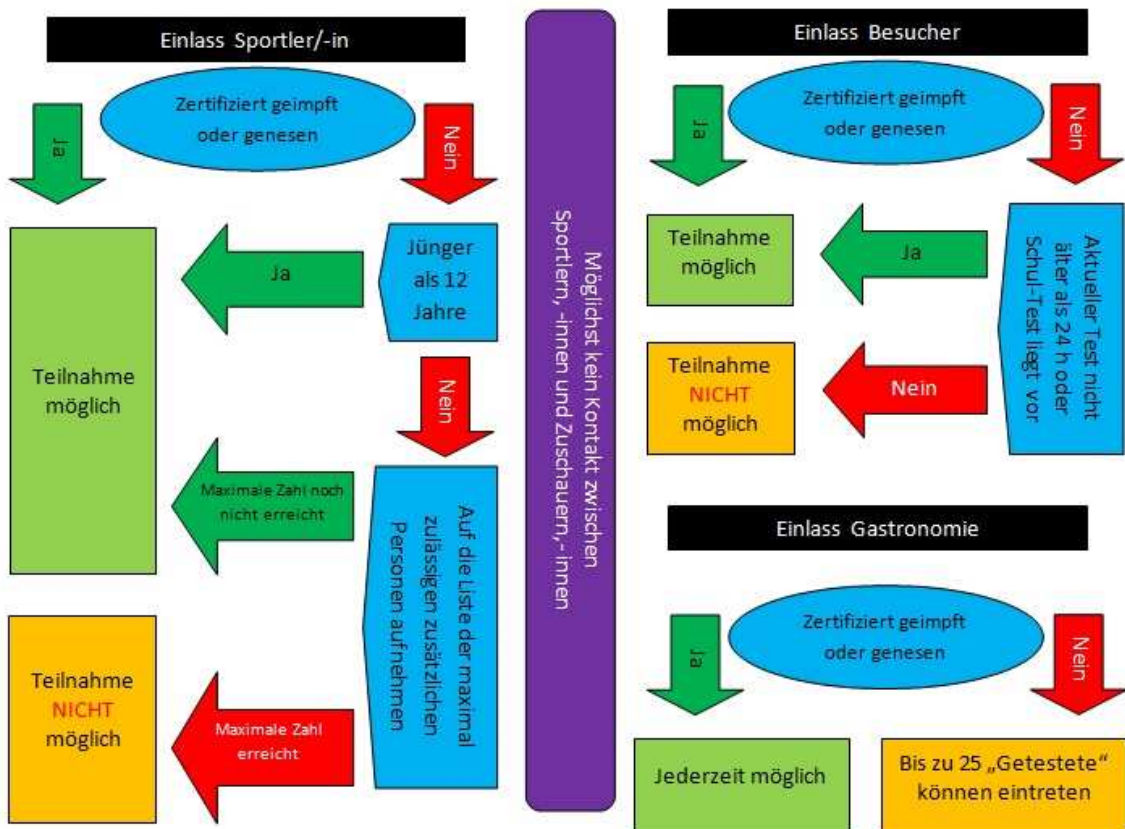 Einlass Sportler/-in
Zertifiziert geimpft
oder genesen
Ja
Nein
Jünger
als 12
Jahre
Ja
Nein
Teilnahme
möglich
Maximale Zahl noch
nicht erreicht
Auf die Liste der maximal
zulässigen zusätzlichen
Personen aufnehmen
Teilnahme
NICHT
möglich
Maximale Zahl
erreicht
Möglichst kein Kontakt zwischen
Sportlern, -innen und Zuschauern,- innen
Einlass Besucher
Zertifiziert geimpft
oder genesen
Ja
Nein
Teilnahme
möglich
Ja
Aktueller Test nicht
älter als 24 h oder
Schul-Test liegt vor
Teilnahme
NICHT
möglich
Nein
Einlass Gastronomie
Zertifiziert geimpft
oder genesen
Ja
Nein
Jederzeit möglich
Bis zu 25 „Getestete“
können eintreten